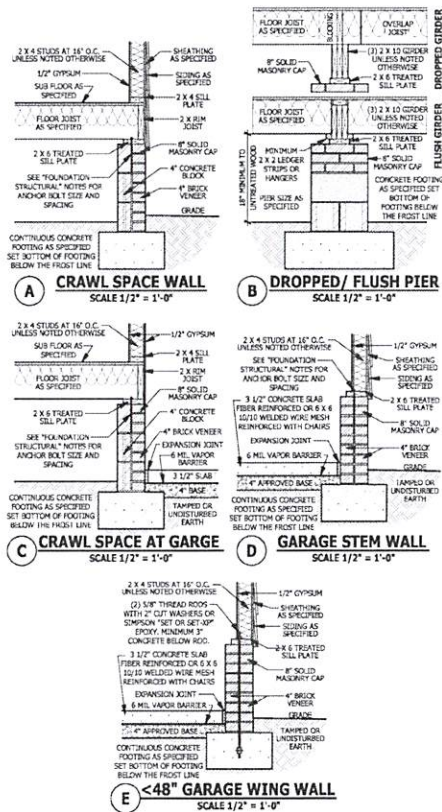 2 X 4 STUDS AT 16" O.C.
UNLESS NOTED OTHERWISE
1/2" GYPSUM
SUB FLOOR AS
SPECIFIED
FLOOR JOIST
AS SPECIFIED
2 X 6 TREATED
SILL PLATE
SEE "FOUNDATION
STRUCTURAL" NOTES FOR
ANCHOR BOLT SIZE AND
SPACING
CONTINUOUS CONCRETE
FOOTING AS SPECIFIED
SET BOTTOM OF FOOTING
BELOW THE FROST LINE
SHEATHING
AS SPECIFIED
SIDING AS
SPECIFIED
2 X 4 SILL
PLATE
2 X RIM
JOIST
8" SOLID
MASONRY CAP
4" CONCRETE
BLOCK
4" BRICK
VENEER
GRADE
A CRAWL SPACE WALL
SCALE 1/2" = 1'-0"
FLOOR JOIST
AS SPECIFIED
BLOCKING
OVERLAP
JOIST
8" SOLID
MASONRY CAP
(3) 2 X 10 GIRDER
UNLESS NOTED
OTHERWISE
2 X 6 TREATED
SILL PLATE
DROPPED GIRDER
FLOOR JOIST
AS SPECIFIED
(3) 2 X 10 GIRDER
UNLESS NOTED
OTHERWISE
2 X 6 TREATED
SILL PLATE
MINIMUM
2 X 2 LEDGER
STRIPS OR
HANGERS
8" SOLID
MASONRY CAP
PIER SIZE AS
SPECIFIED
CONCRETE FOOTING
AS SPECIFIED SET
BOTTOM OF
FOOTING BELOW
THE FROST LINE
18" MINIMUM TO
UNTREATED WOOD
FLUSH GIRDER
B DROPPED/ FLUSH PIER
SCALE 1/2" = 1'-0"
2 X 4 STUDS AT 16" O.C.
UNLESS NOTED OTHERWISE
SUB FLOOR AS
SPECIFIED
FLOOR JOIST
AS SPECIFIED
2 X 6 TREATED
SILL PLATE
SEE "FOUNDATION
STRUCTURAL" NOTES FOR
ANCHOR BOLT SIZE AND
SPACING
CONTINUOUS CONCRETE
FOOTING AS SPECIFIED
SET BOTTOM OF FOOTING
BELOW THE FROST LINE
1/2" GYPSUM
2 X 4 SILL
PLATE
2 X RIM
JOIST
8" SOLID
MASONRY CAP
4" CONCRETE
BLOCK
4" BRICK VENEER
EXPANSION JOINT
6 MIL VAPOR
BARRIER
3 1/2" SLAB
4" BASE
TAMPED OR
UNDISTURBED
EARTH
C CRAWL SPACE AT GARGE
SCALE 1/2" = 1'-0"
2 X 4 STUDS AT 16" O.C.
UNLESS NOTED OTHERWISE
SEE "FOUNDATION
STRUCTURAL" NOTES FOR
ANCHOR BOLT SIZE AND
SPACING
3 1/2" CONCRETE SLAB
FIBER REINFORCED OR 6 X 6
10/10 WELDED WIRE MESH
REINFORCED WITH CHAIRS
EXPANSION JOINT
6 MIL VAPOR BARRIER
4" APPROVED BASE
CONTINUOUS CONCRETE
FOOTING AS SPECIFIED
SET BOTTOM OF FOOTING
BELOW THE FROST LINE
1/2" GYPSUM
SHEATHING
AS SPECIFIED
SIDING AS
SPECIFIED
2 X 6 TREATED
SILL PLATE
8" SOLID
MASONRY CAP
4" BRICK
VENEER
GRADE
TAMPED OR
UNDISTURBED
EARTH
D GARAGE STEM WALL
SCALE 1/2" = 1'-0"
2 X 4 STUDS AT 16" O.C.
UNLESS NOTED OTHERWISE
(2) 5/8" THREAD RODS
WITH 2" CUT WASHERS OR
SIMPSON "SET OR SET-XP"
EPOXY. MINIMUM 3"
CONCRETE BELOW ROD.
3 1/2" CONCRETE SLAB
FIBER REINFORCED OR 6 X 6
10/10 WELDED WIRE MESH
REINFORCED WITH CHAIRS
EXPANSION JOINT
6 MIL VAPOR BARRIER
4" APPROVED BASE
CONTINUOUS CONCRETE
FOOTING AS SPECIFIED
SET BOTTOM OF FOOTING
BELOW THE FROST LINE
1/2" GYPSUM
SHEATHING
AS SPECIFIED
SIDING AS
SPECIFIED
2 X 6 TREATED
SILL PLATE
8" SOLID
MASONRY CAP
4" BRICK
VENEER
GRADE
TAMPED OR
UNDISTURBED
EARTH
E <48" GARAGE WING WALL
SCALE 1/2" = 1'-0"